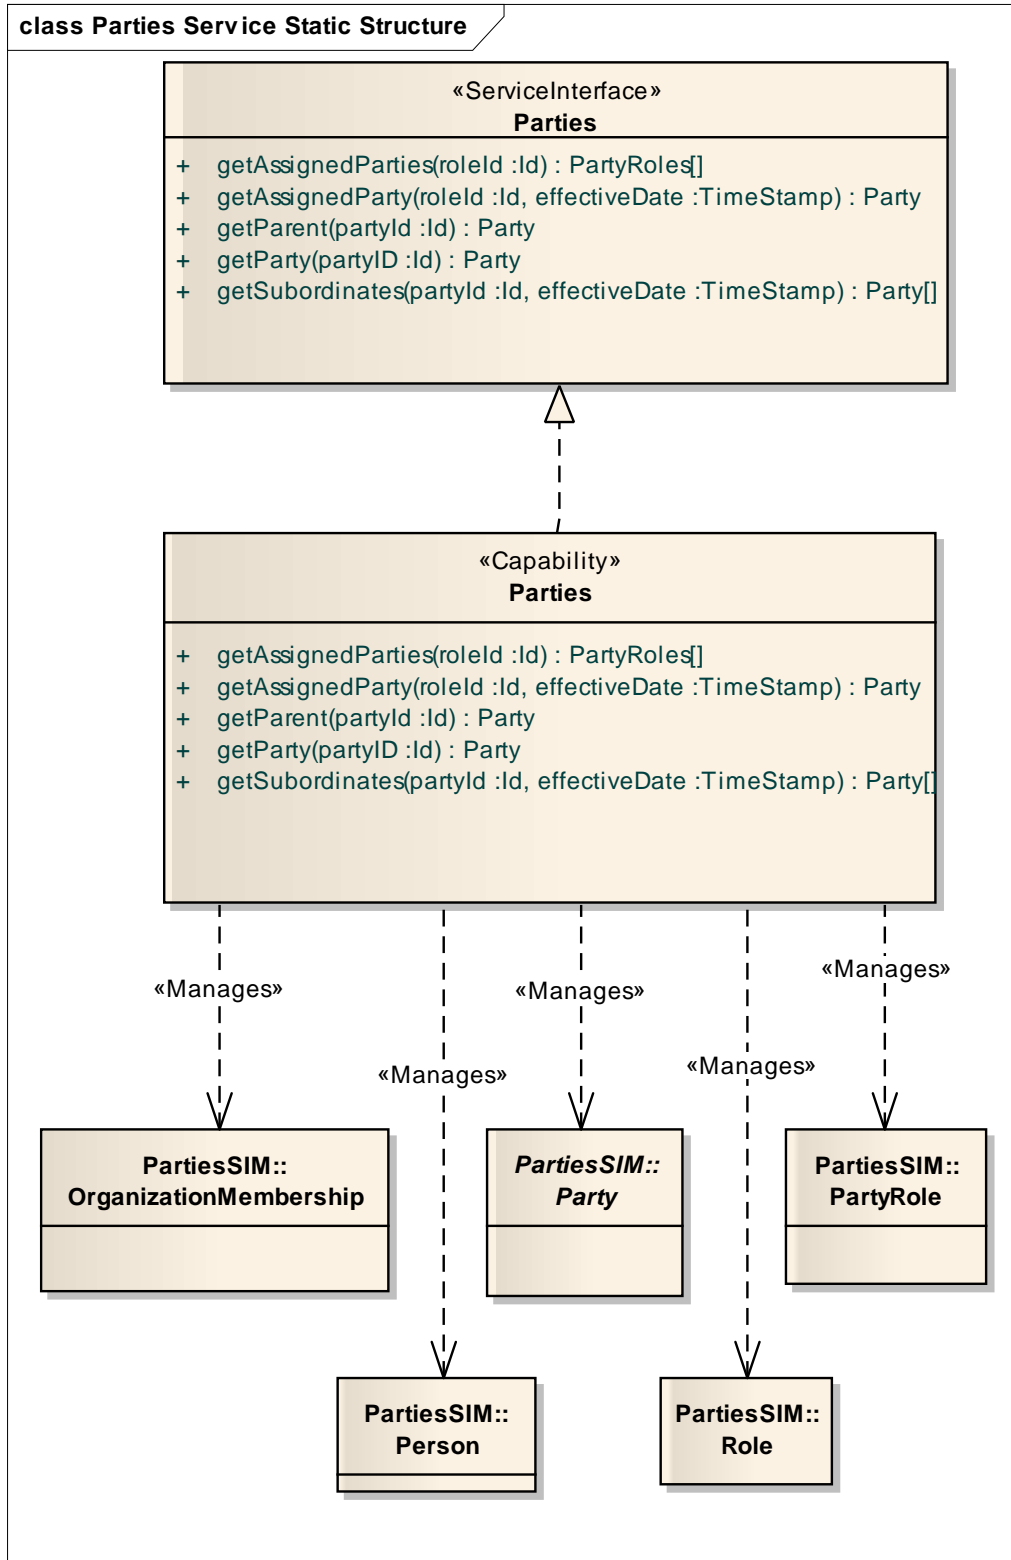 class Parties Service Static Structure
«ServiceInterface»
Parties
+ getAssignedParties(roleId :Id) : PartyRoles[]
+ getAssignedParty(roleId :Id, effectiveDate :TimeStamp) : Party
+ getParent(partyId :Id) : Party
+ getParty(partyID :Id) : Party
+ getSubordinates(partyId :Id, effectiveDate :TimeStamp) : Party[]
«Capability»
Parties
+ getAssignedParties(roleId :Id) : PartyRoles[]
+ getAssignedParty(roleId :Id, effectiveDate :TimeStamp) : Party
+ getParent(partyId :Id) : Party
+ getParty(partyID :Id) : Party
+ getSubordinates(partyId :Id, effectiveDate :TimeStamp) : Party[]
«Manages»
«Manages»
«Manages»
«Manages»
«Manages»
PartiesSIM::
OrganizationMembership
PartiesSIM::
Party
PartiesSIM::
PartyRole
PartiesSIM::
Person
PartiesSIM::
Role